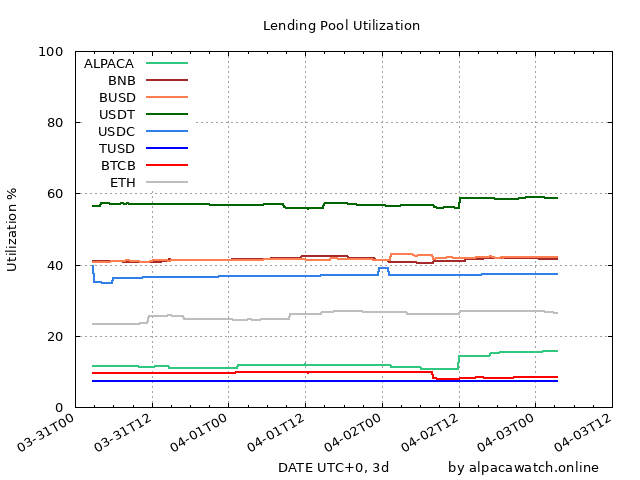 Lending Pool Utilization
100
80
60
40
20
0
Utilization %
ALPACA
BNB
BUSD
USDT
USDC
TUSD
BTCB
ETH
03-31T00
03-31T12
04-01T00
04-01T12
04-02T00
04-02T12
04-03T00
04-03T12
DATE UTC+0, 3d
by alpacawatch.online